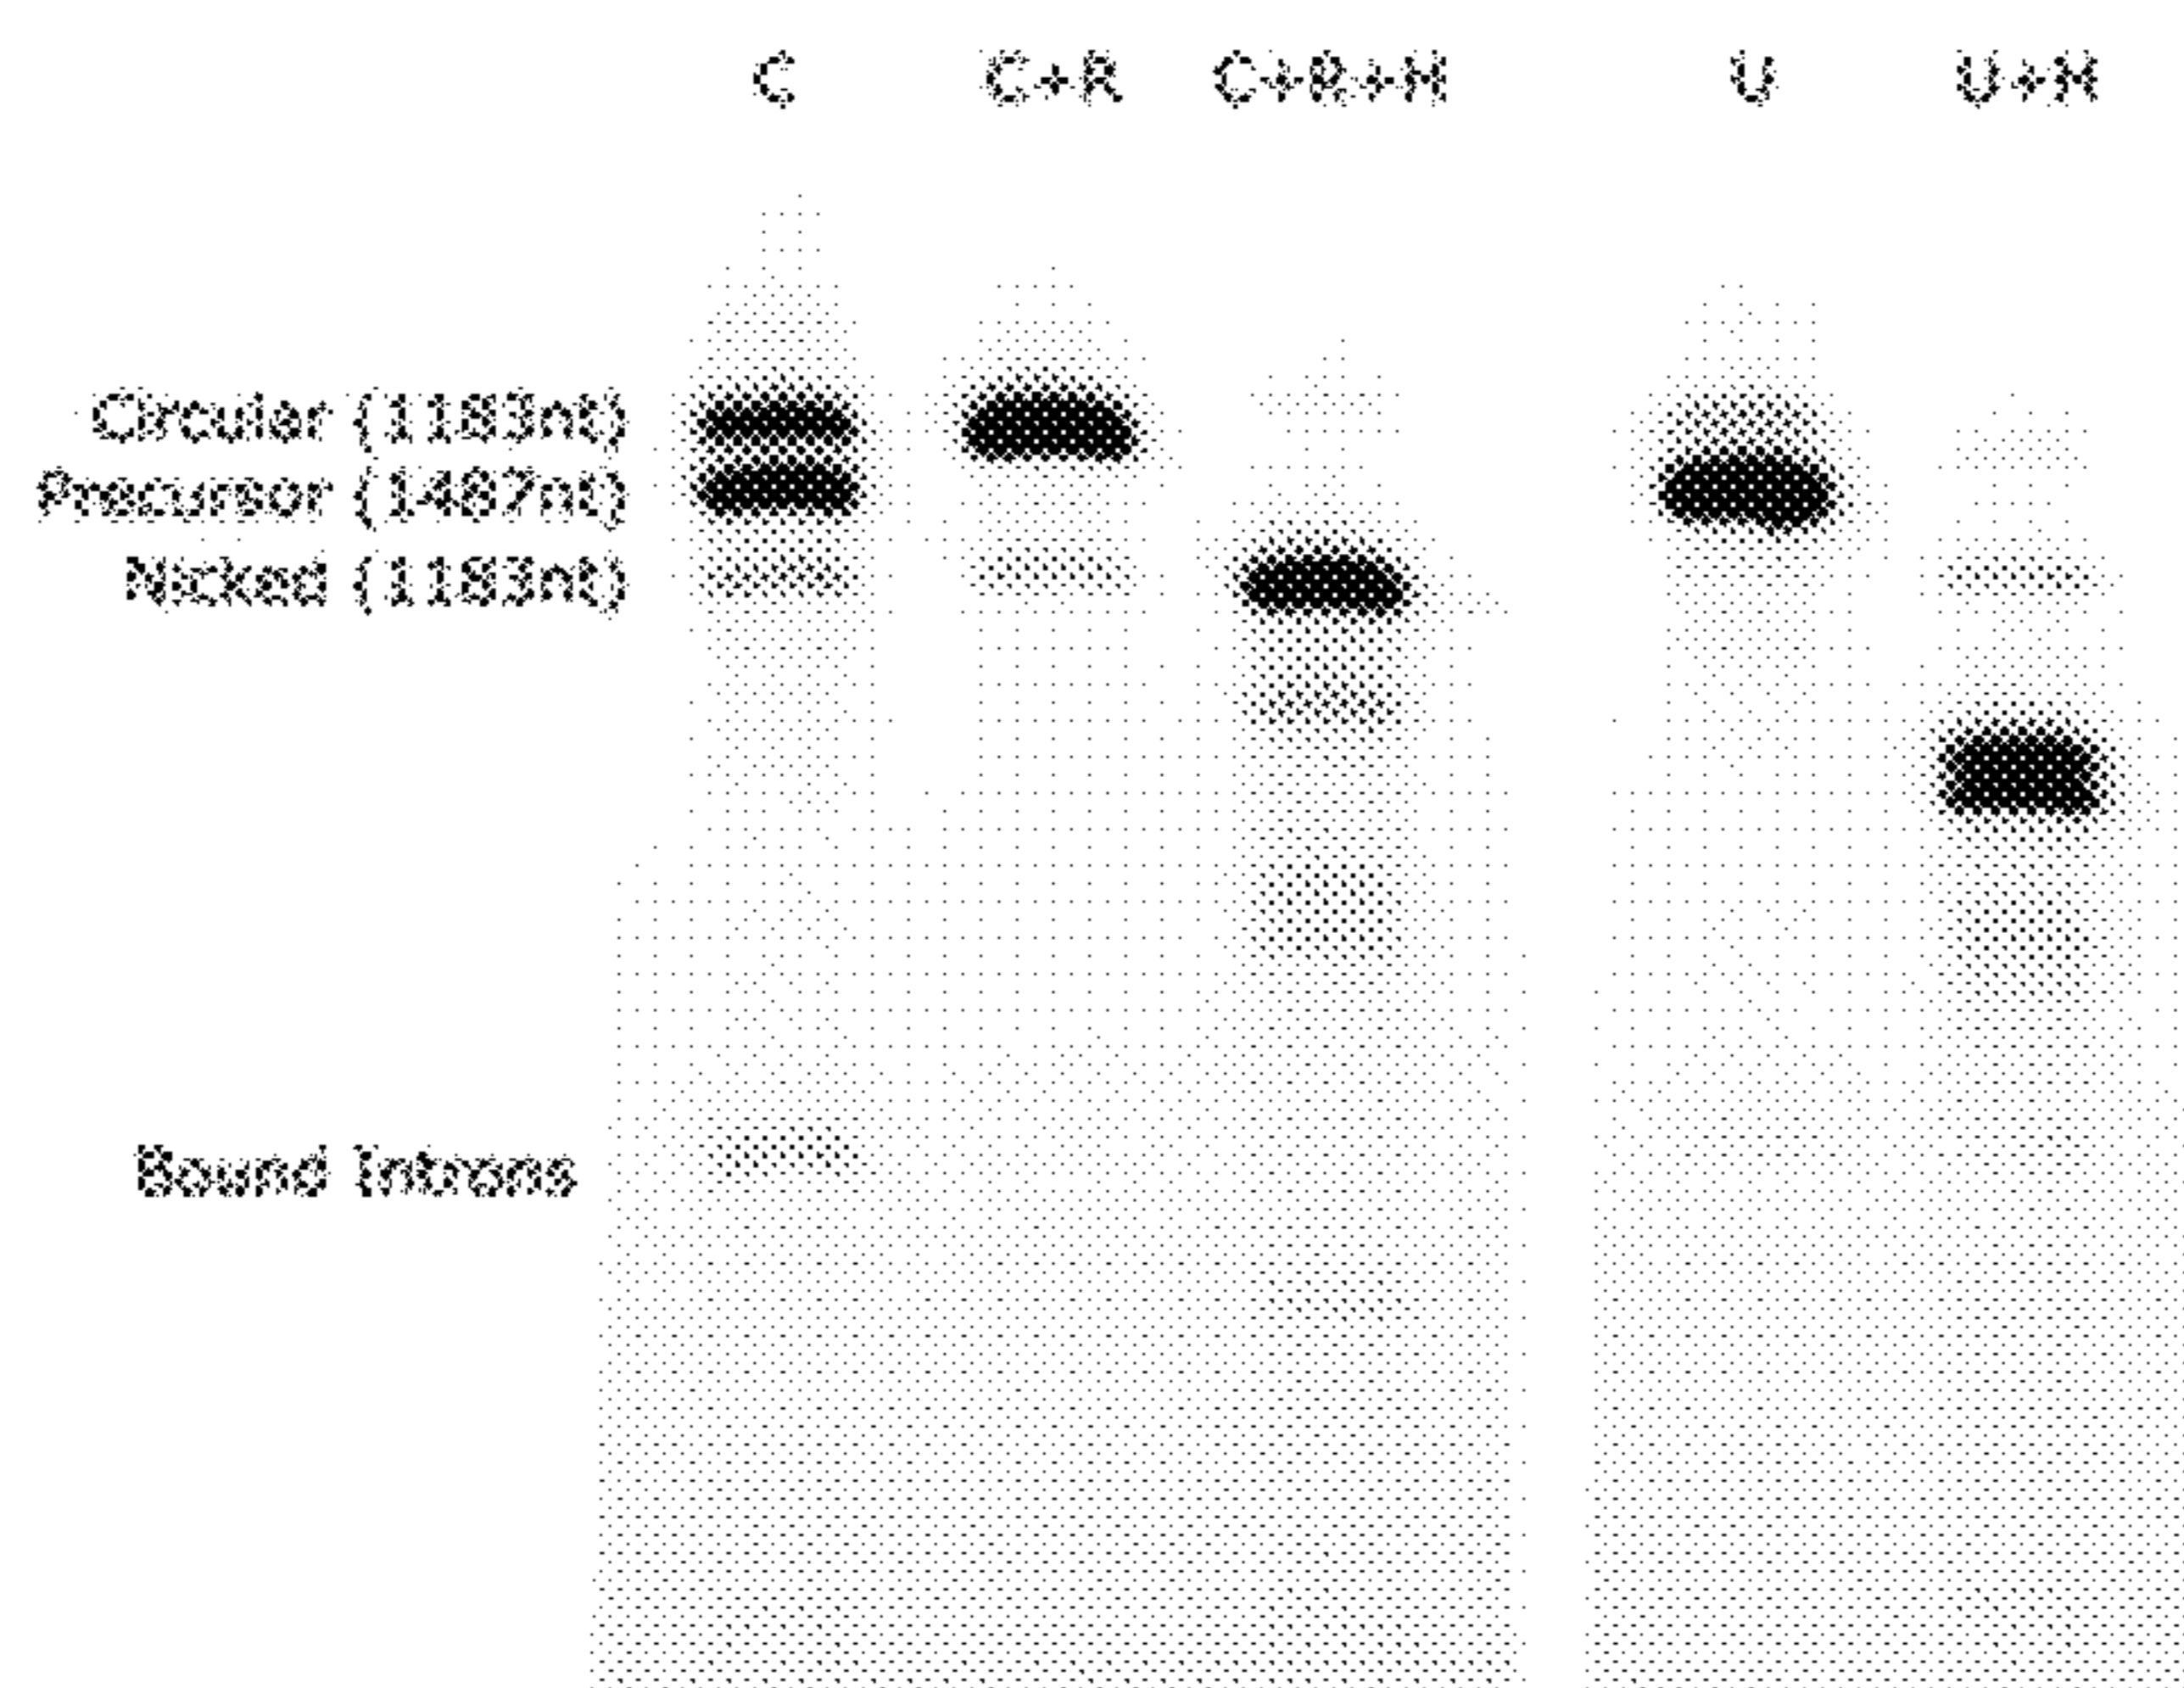 C C+R C+R+H U U+H
Circular (1183nt)
Precursor (1487nt)
Nicked (1183nt)
Bound Introns